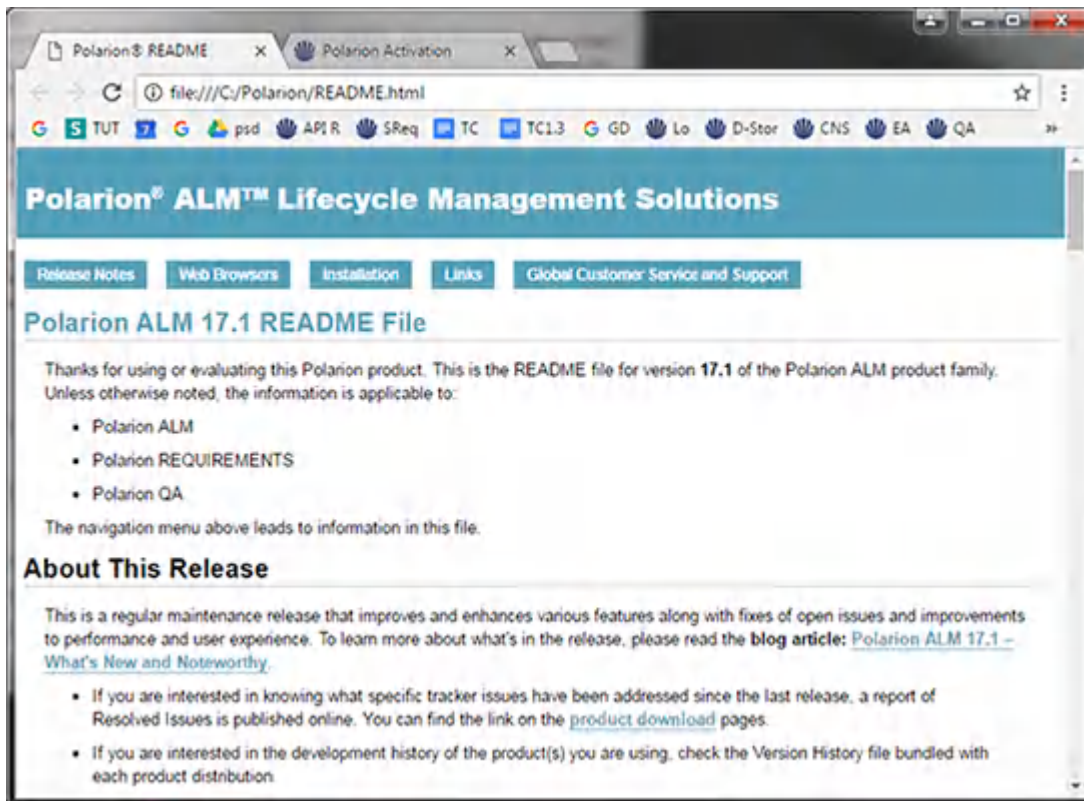 Polarion® README
Polarion Activation
file:///C:/Polarion/README.html
TUT 7 G psd API R SReq TC TC1.3 G GD Lo D-Stor CNS EA QA »
Polarion® ALM™ Lifecycle Management Solutions
Release Notes Web Browsers Installation Links Global Customer Service and Support
Polarion ALM 17.1 README File
Thanks for using or evaluating this Polarion product. This is the README file for version 17.1 of the Polarion ALM product family.
Unless otherwise noted, the information is applicable to:
• Polarion ALM
• Polarion REQUIREMENTS
• Polarion QA
The navigation menu above leads to information in this file.
About This Release
This is a regular maintenance release that improves and enhances various features along with fixes of open issues and improvements
to performance and user experience. To learn more about what's in the release, please read the blog article: Polarion ALM 17.1 –
What's New and Noteworthy.
• If you are interested in knowing what specific tracker issues have been addressed since the last release, a report of
Resolved Issues is published online. You can find the link on the product download pages.
• If you are interested in the development history of the product(s) you are using, check the Version History file bundled with
each product distribution